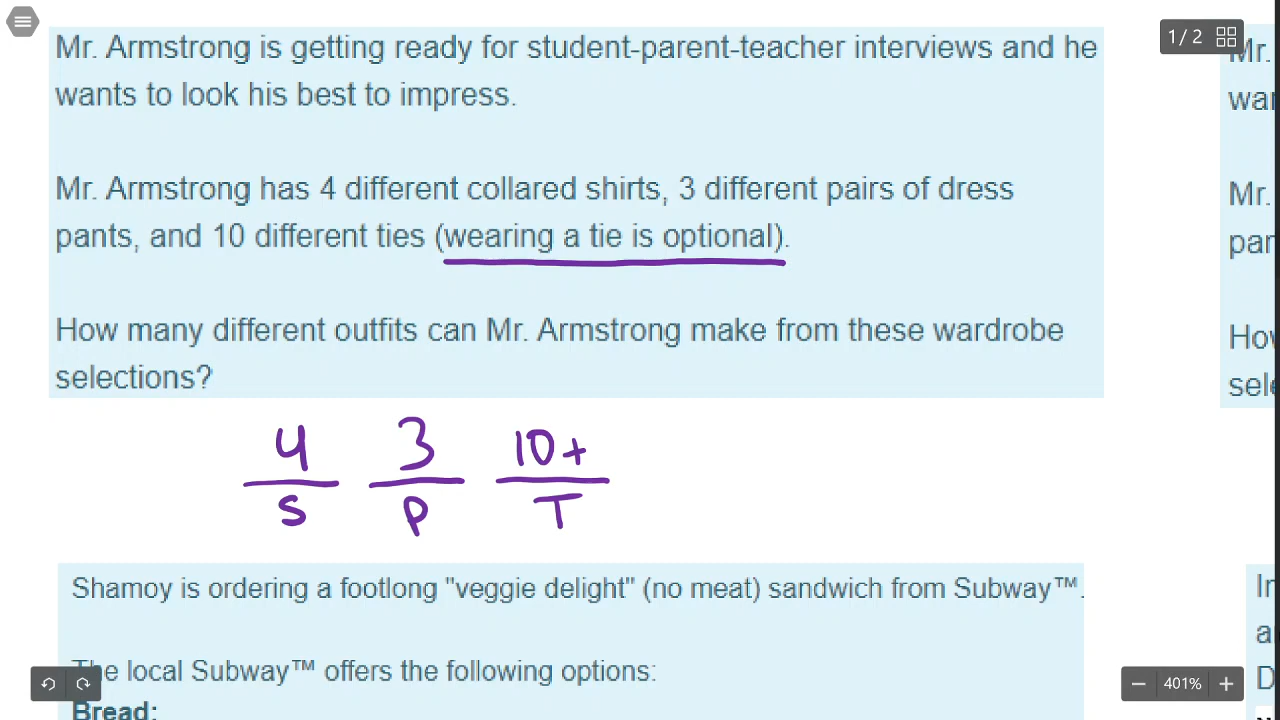 Mr. Armstrong is getting ready for student-parent-teacher interviews and he
wants to look his best to impress.
Mr. Armstrong has 4 different collared shirts, 3 different pairs of dress
pants, and 10 different ties (wearing a tie is optional).
How many different outfits can Mr. Armstrong make from these wardrobe
selections?
4 3 10+
S P T
Shamoy is ordering a footlong "veggie delight" (no meat) sandwich from Subway™.
The local Subway™ offers the following options:
Bread:
1 / 2
Mr.
Mr.
401%